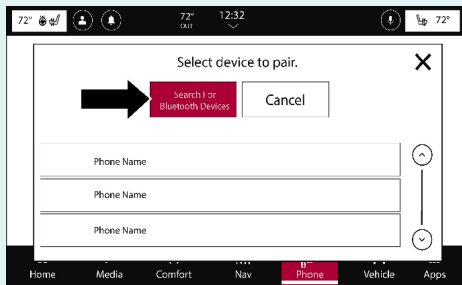 72° 72° OUT 12:32 72°
Select device to pair.
Search For
Bluetooth Devices
Cancel
Phone Name
Phone Name
Phone Name
Home Media Comfort Nav Phone Vehicle Apps